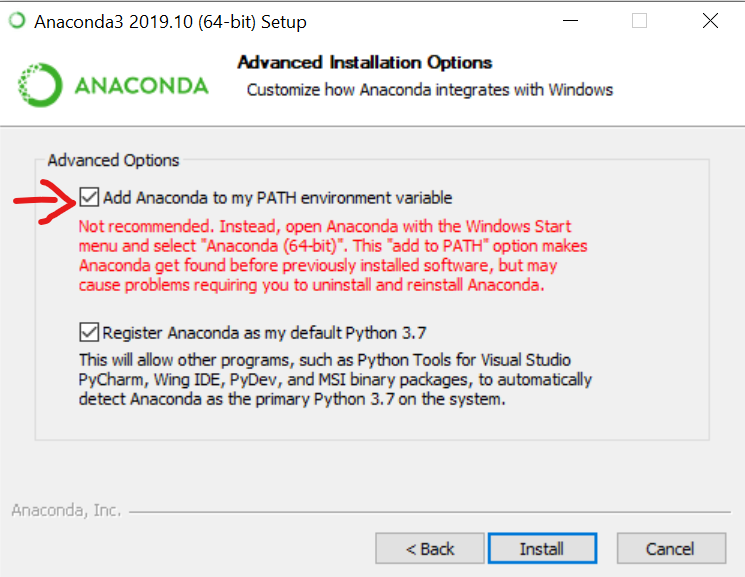 Anaconda3 2019.10 (64-bit) Setup
Advanced Installation Options
ANACONDA
Customize how Anaconda integrates with Windows
Advanced Options
Add Anaconda to my PATH environment variable
Not recommended. Instead, open Anaconda with the Windows Start
menu and select "Anaconda (64-bit)". This "add to PATH" option makes
Anaconda get found before previously installed software, but may
cause problems requiring you to uninstall and reinstall Anaconda.
Register Anaconda as my default Python 3.7
This will allow other programs, such as Python Tools for Visual Studio
PyCharm, Wing IDE, PyDev, and MSI binary packages, to automatically
detect Anaconda as the primary Python 3.7 on the system.
Anaconda, Inc.
< Back
Install
Cancel